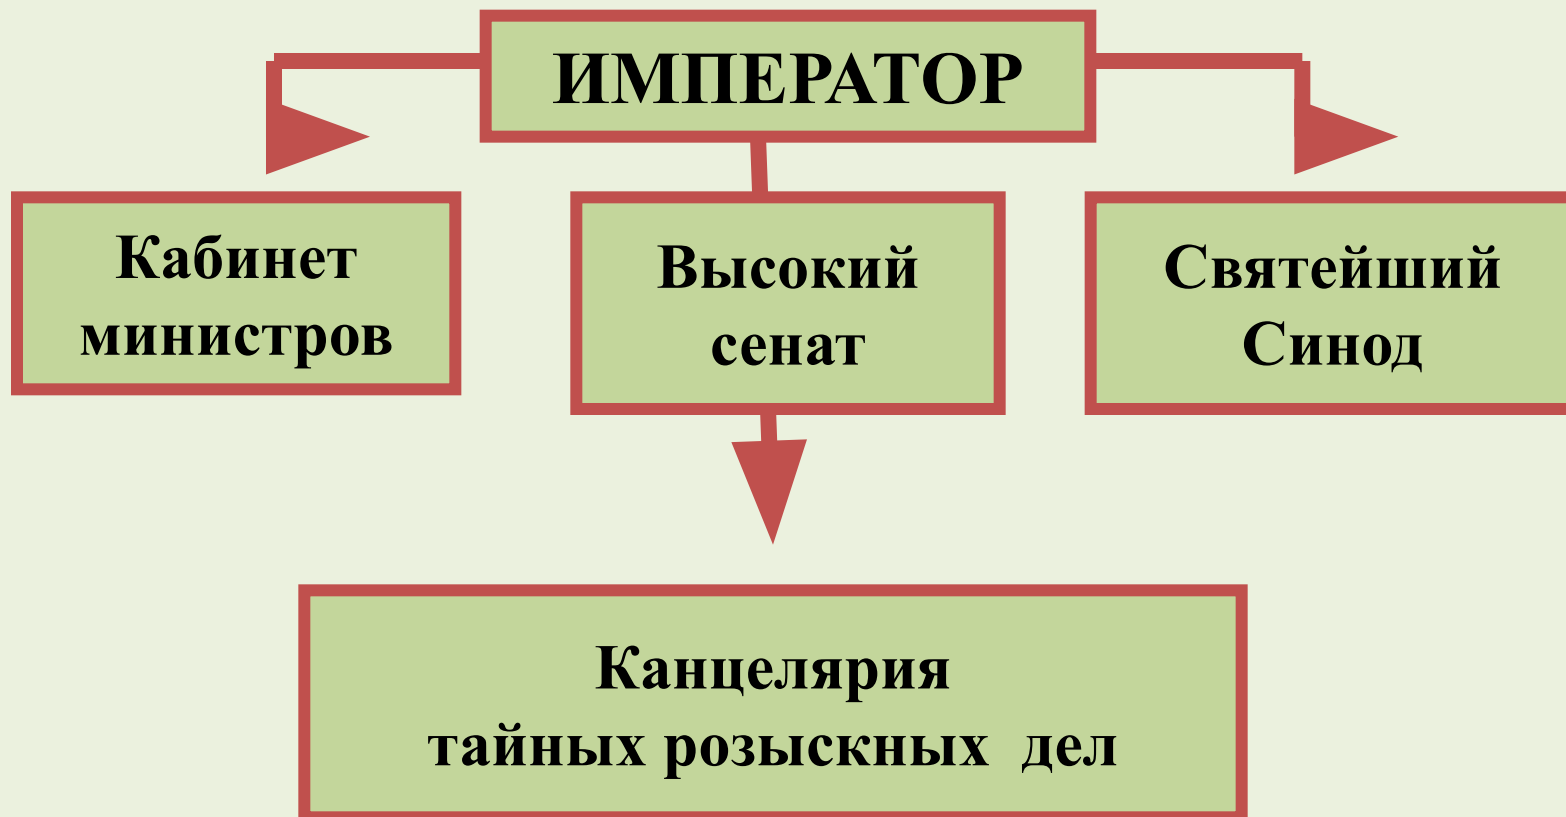 ИМПЕРАТОР
Кабинет
министров
Высокий
сенат
Святейший
Синод
Канцелярия
тайных розыскных дел